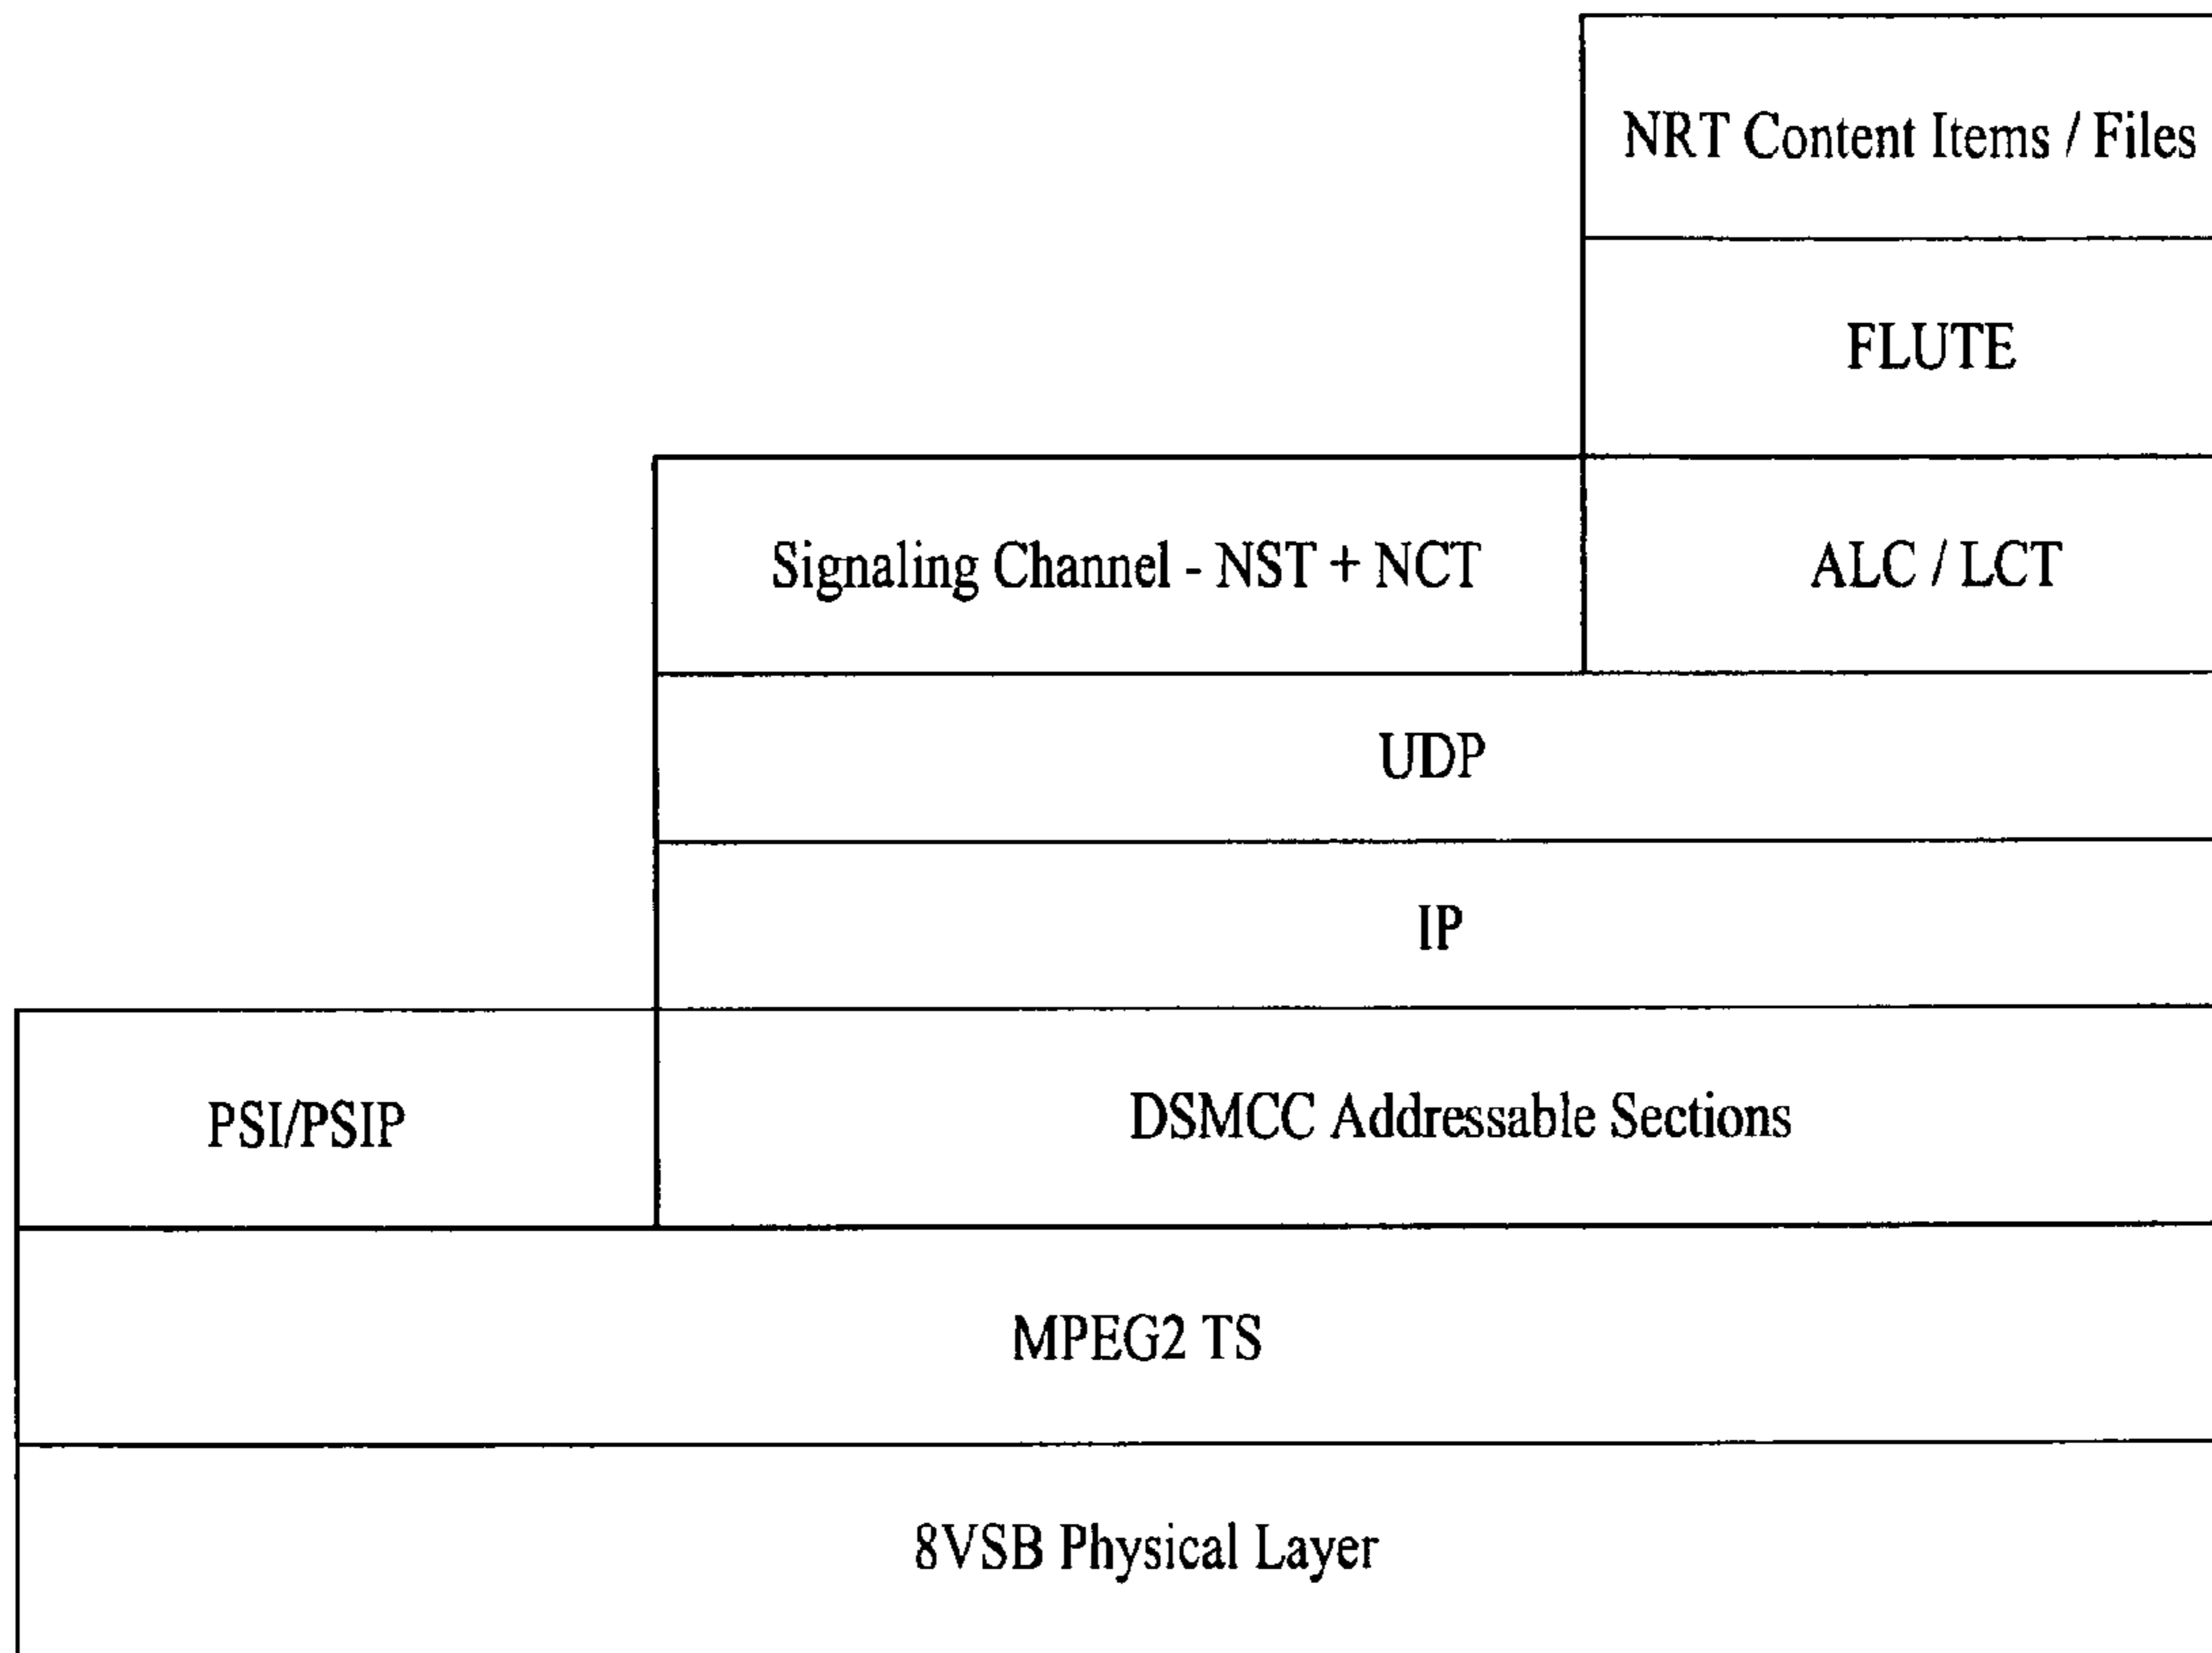 NRT Content Items / Files
FLUTE
Signaling Channel - NST + NCT
ALC / LCT
UDP
IP
PSI/PSIP
DSMCC Addressable Sections
MPEG2 TS
8VSB Physical Layer